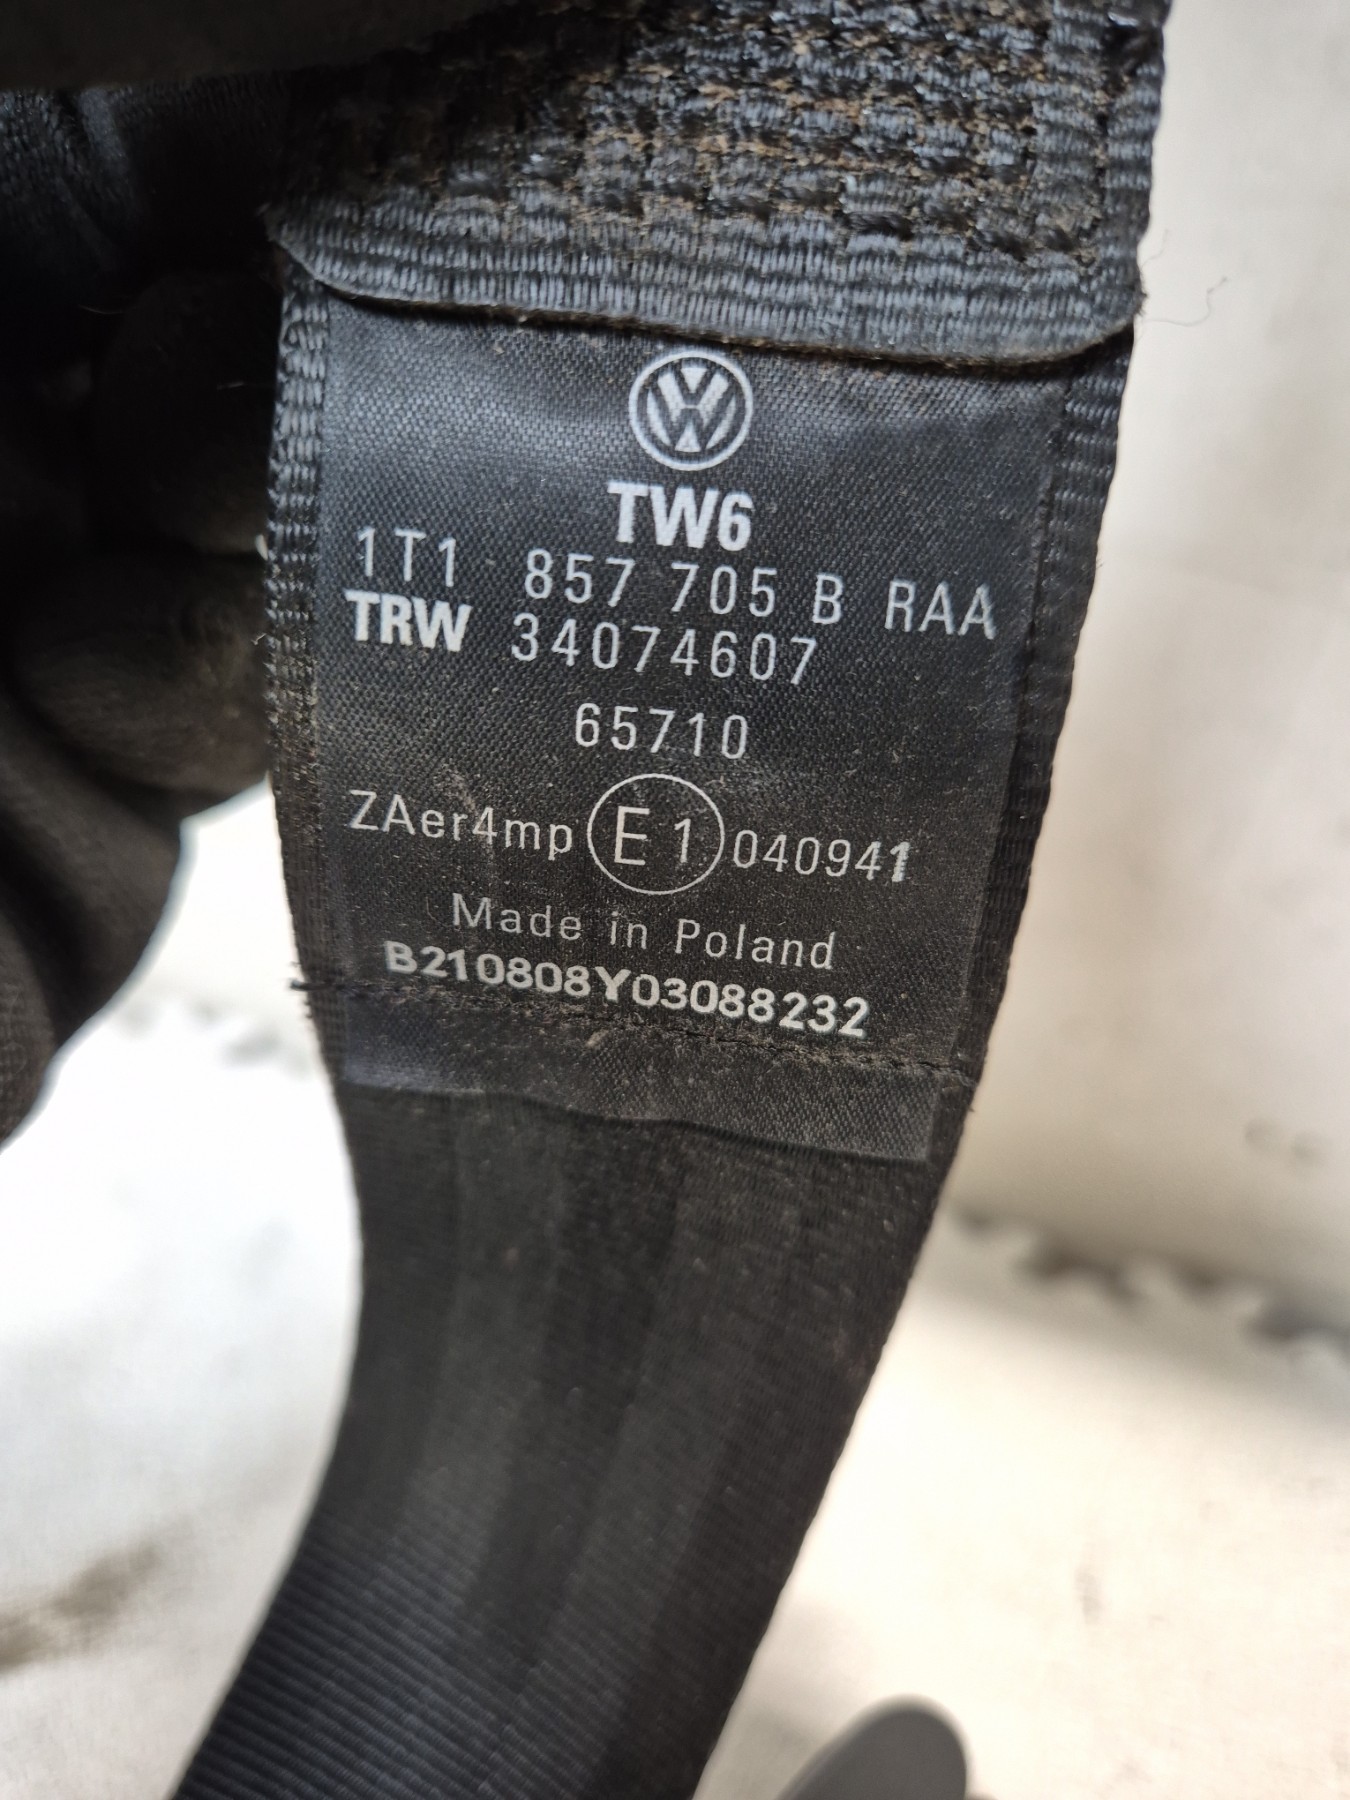 TW6
1T1 857 705 B RAA
TRW 34074607
65710
ZAer4mp E1 040941
Made in Poland
B210808Y03088232